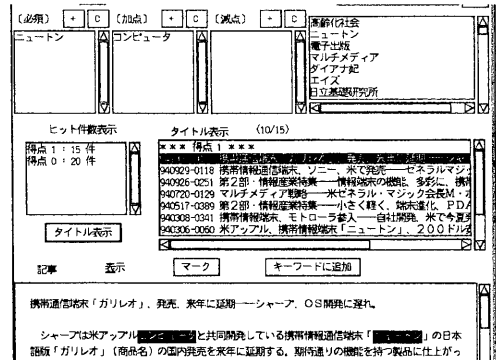 (必須) + C (加点) + C (減点) + C
ニュートン
コンピュータ
高齢化社会
ニュートン
電子出版
マルチメディア
ダイアナ妃
エイズ
日立基礎研究所
ヒット件数表示 タイトル表示 (10/15)
得点 1 : 15 件
得点 0 : 20 件
*** 得点 1 ***
940929-0118 携帯情報通信端末、ソニー、米で発売――ゼネラルマジッ
940926-0251 第2部・情報産業特集――情報端末の機能、多彩に、携帯
940720-0129 マルチメディア戦略――米ゼネラル・マジック会長M・
940517-0389 第2部・情報産業特集――小さく軽く、端末進化、PDA
940308-0341 携帯情報端末、モトローラ参入――自社開発、米で今夏
940306-0060 米アップル、携帯情報端末「ニュートン」、200ドル
タイトル表示
記事 表示 マーク キーワードに追加
携帯通信端末「ガリレオ」、発売、来年に延期――シャープ、OS開発に遅れ。
シャープは米アップル と共同開発している携帯情報通信端末「 」の日本
語版「ガリレオ」(商品名)の国内発売を来年に延期する。期待通りの機能を持つ製品に仕上がっ